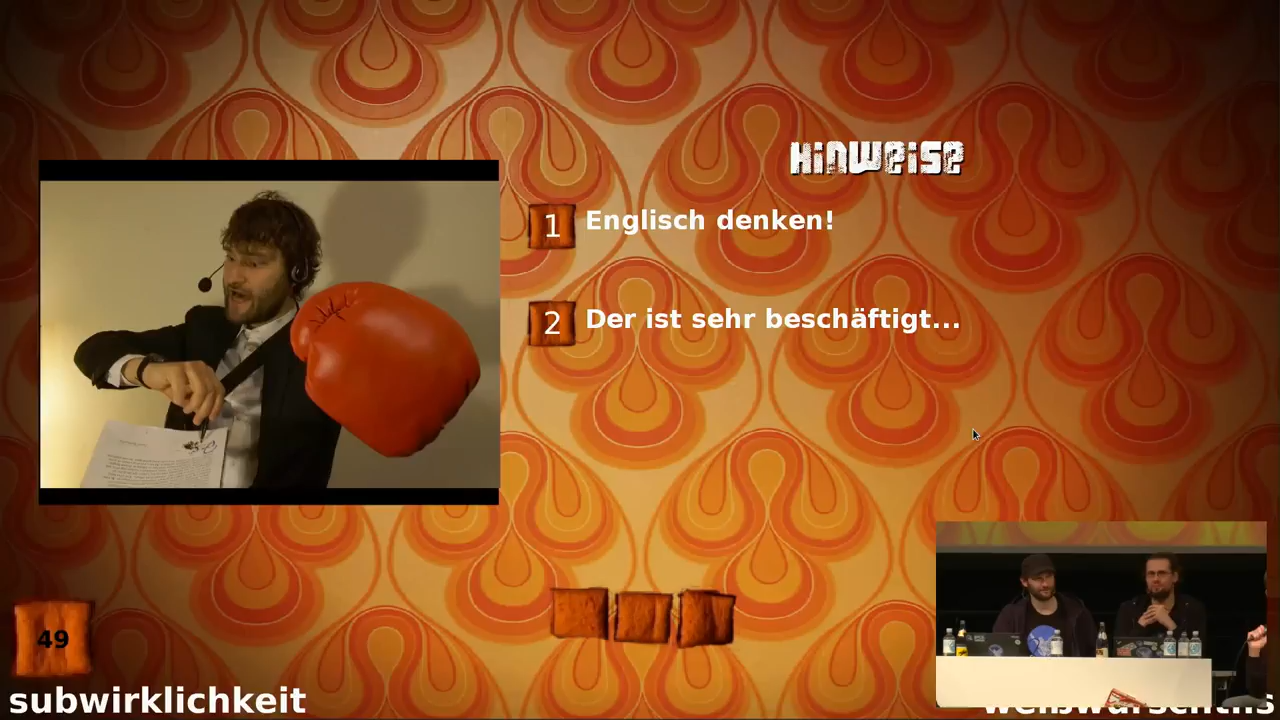 Hinweise
1 Englisch denken!
2 Der ist sehr beschäftigt...
49
subwirklichkeit